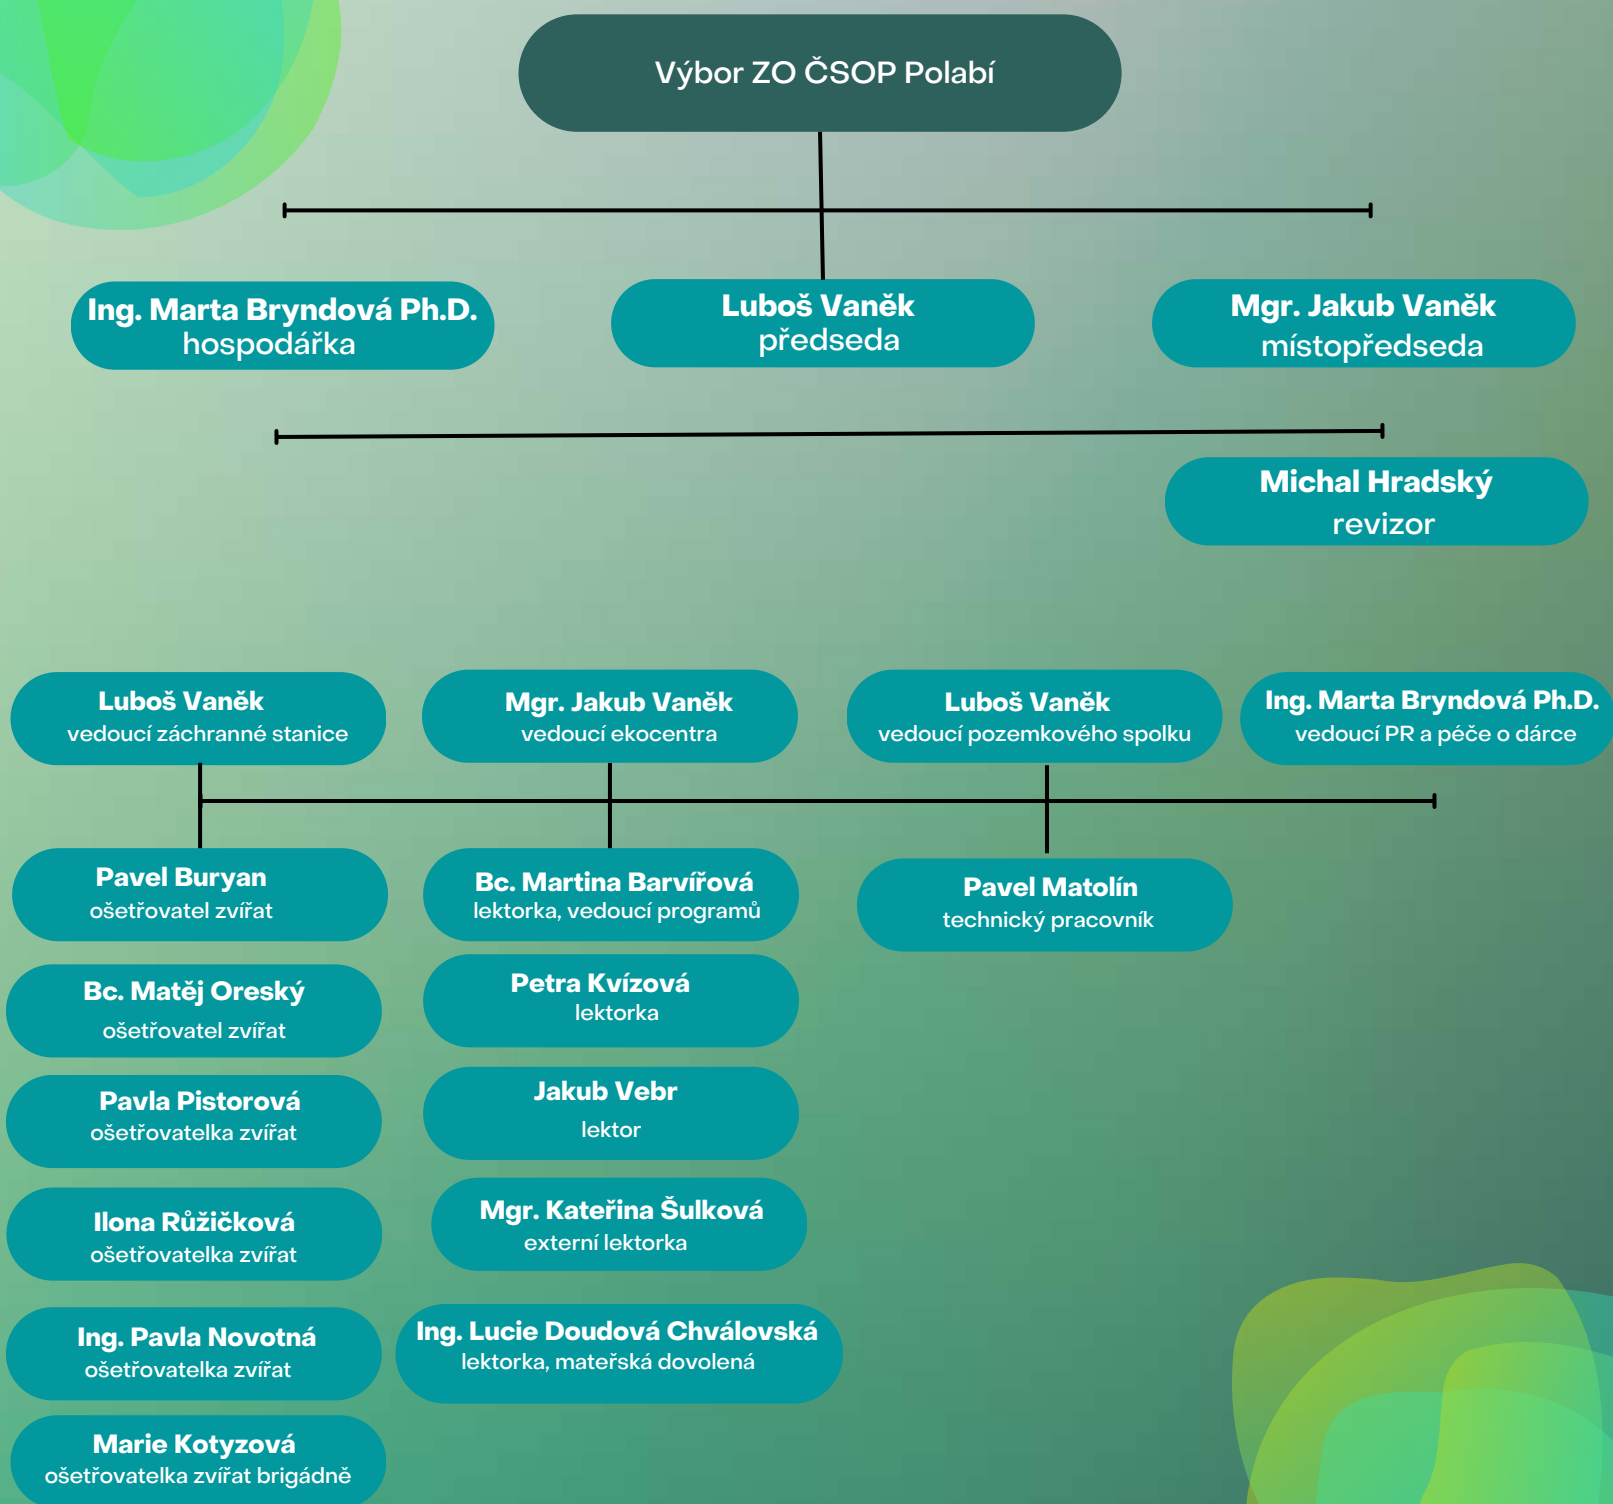 Výbor ZO ČSOP Polabí
Ing. Marta Bryndová Ph.D.
hospodářka
Luboš Vaněk
předseda
Mgr. Jakub Vaněk
místopředseda
Michal Hradský
revizor
Luboš Vaněk
vedoucí záchranné stanice
Mgr. Jakub Vaněk
vedoucí ekocentra
Luboš Vaněk
vedoucí pozemkového spolku
Ing. Marta Bryndová Ph.D.
vedoucí PR a péče o dárce
Pavel Buryan
ošetřovatel zvířat
Bc. Matěj Oreský
ošetřovatel zvířat
Pavla Pistorová
ošetřovatelka zvířat
Ilona Růžičková
ošetřovatelka zvířat
Ing. Pavla Novotná
ošetřovatelka zvířat
Marie Kotyzová
ošetřovatelka zvířat brigádně
Bc. Martina Barvířová
lektorka, vedoucí programů
Petra Kvízová
lektorka
Jakub Vebr
lektor
Mgr. Kateřina Šulková
externí lektorka
Ing. Lucie Doudová Chválovská
lektorka, mateřská dovolená
Pavel Matolín
technický pracovník